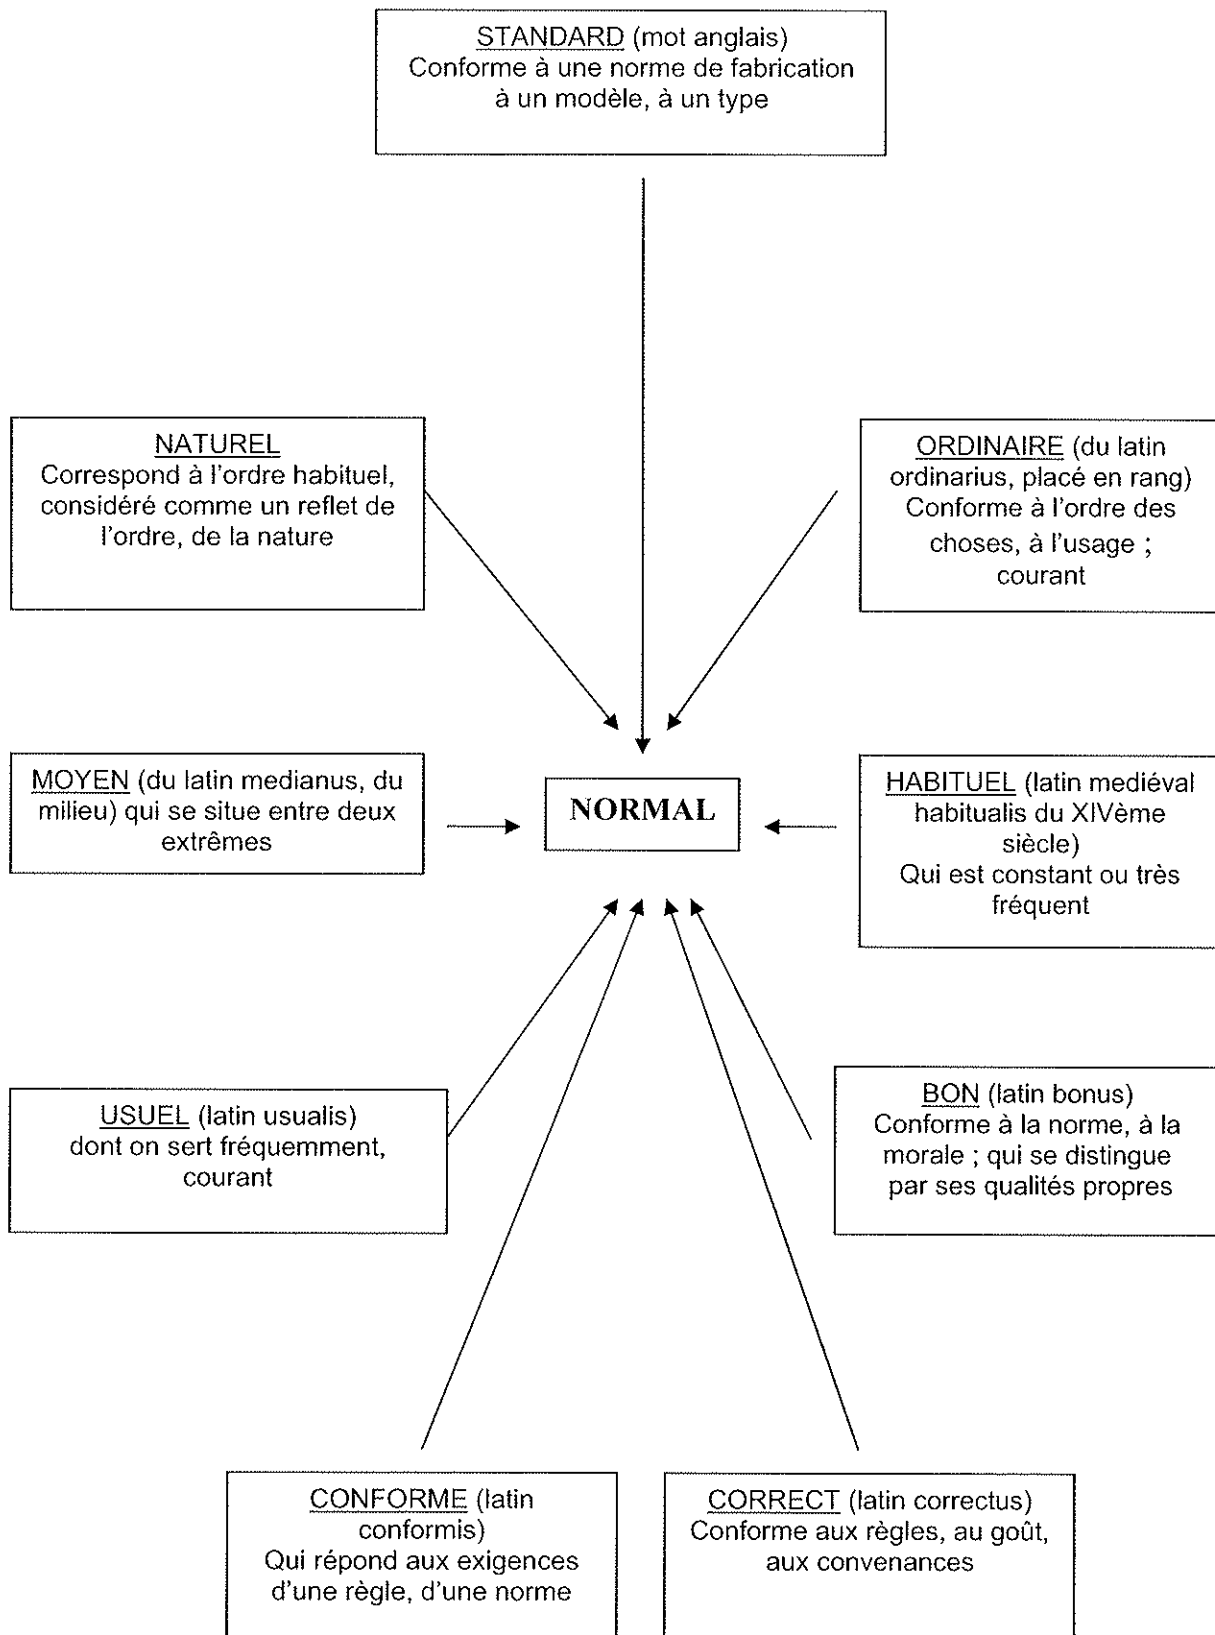 STANDARD (mot anglais)
Conforme à une norme de fabrication
à un modèle, à un type
NATUREL
Correspond à l'ordre habituel,
considéré comme un reflet de
l'ordre, de la nature
ORDINAIRE (du latin
ordinarius, placé en rang)
Conforme à l'ordre des
choses, à l'usage ;
courant
MOYEN (du latin medianus, du
milieu) qui se situe entre deux
extrêmes
NORMAL
HABITUEL (latin mediéval
habitualis du XIVème
siècle)
Qui est constant ou très
fréquent
USUEL (latin usualis)
dont on sert fréquemment,
courant
BON (latin bonus)
Conforme à la norme, à la
morale ; qui se distingue
par ses qualités propres
CONFORME (latin
conformis)
Qui répond aux exigences
d'une règle, d'une norme
CORRECT (latin correctus)
Conforme aux règles, au goût,
aux convenances